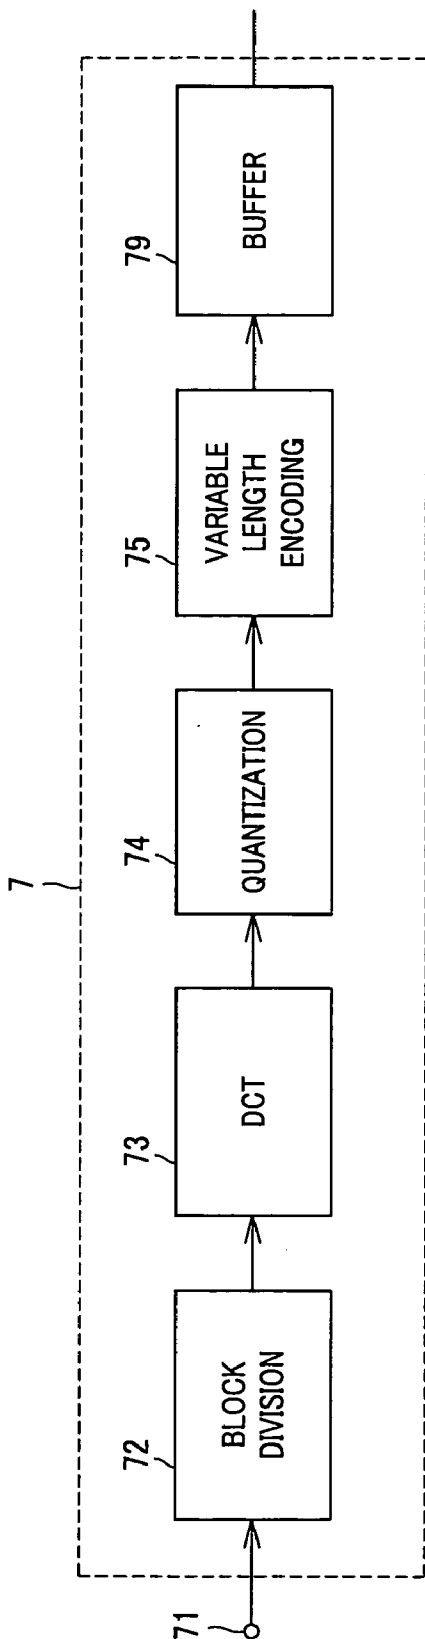 7
71
72
BLOCK
DIVISION
73
DCT
74
QUANTIZATION
75
VARIABLE
LENGTH
ENCODING
79
BUFFER